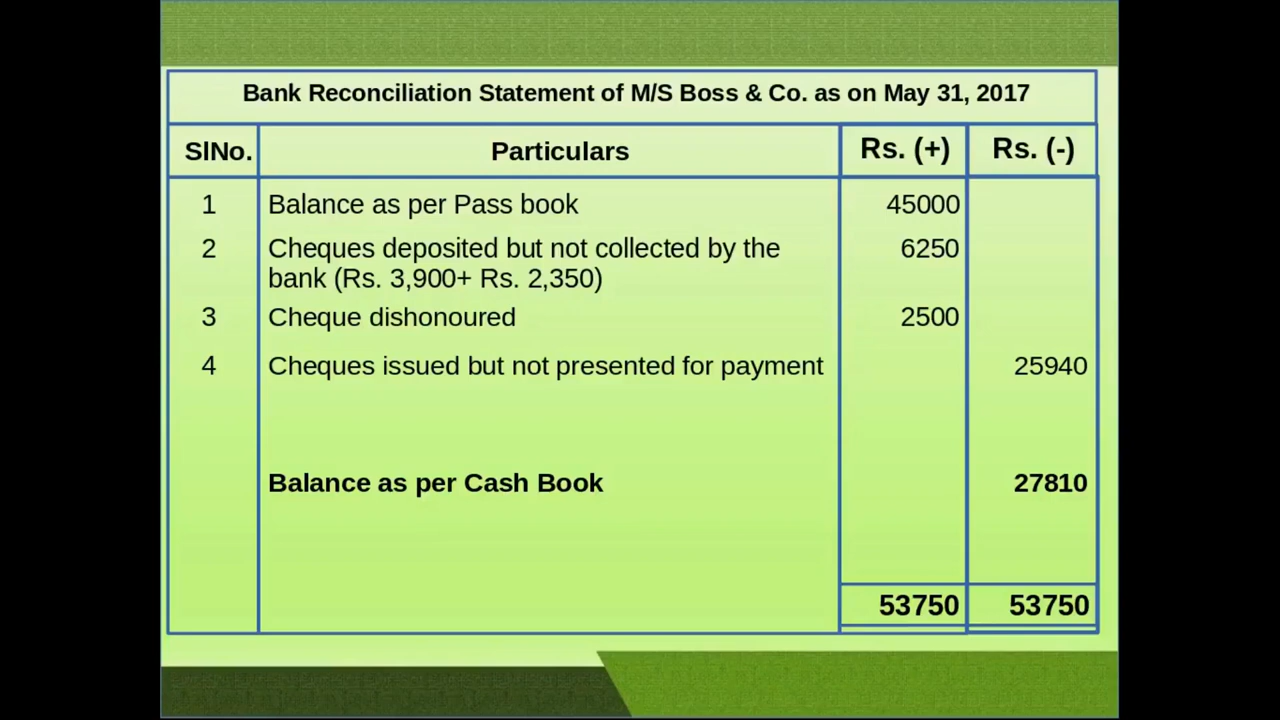 Bank Reconciliation Statement of M/S Boss & Co. as on May 31, 2017
SlNo. Particulars Rs. (+) Rs. (-)
1 Balance as per Pass book 45000
2 Cheques deposited but not collected by the 6250
bank (Rs. 3,900+ Rs. 2,350)
3 Cheque dishonoured 2500
4 Cheques issued but not presented for payment 25940
Balance as per Cash Book 27810
53750 53750